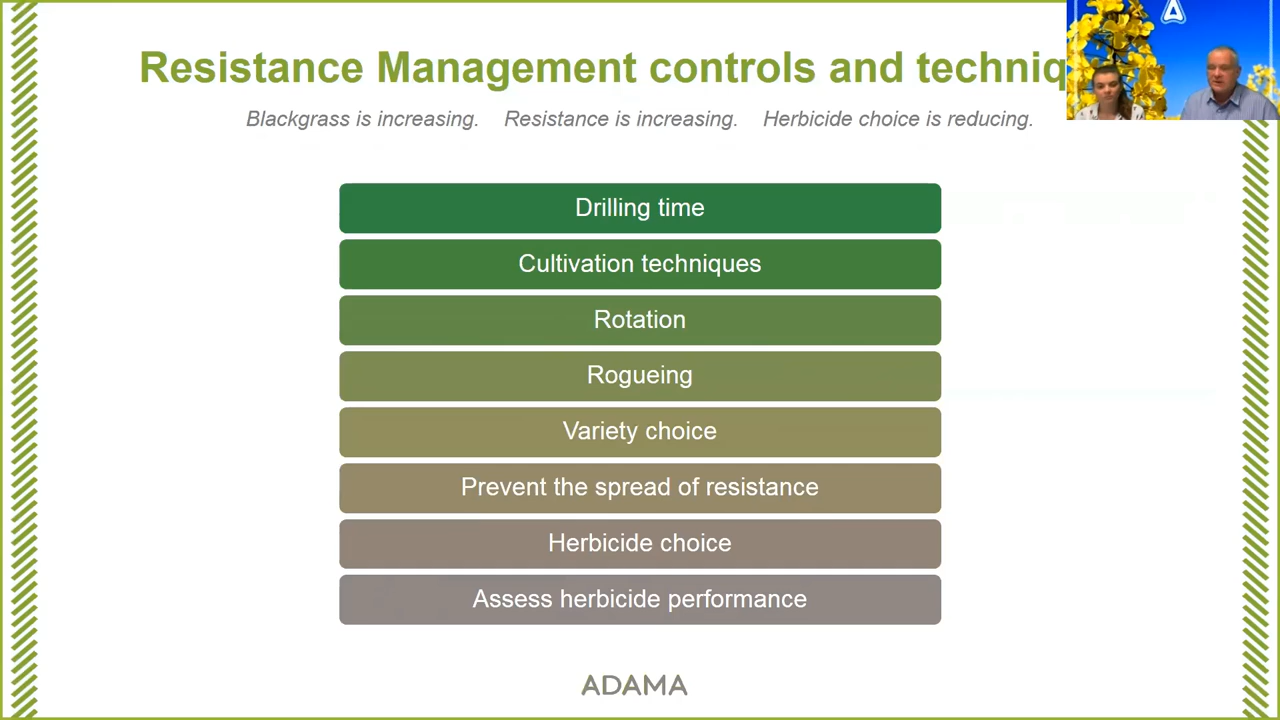 Resistance Management controls and
Blackgrass is increasing. Resistance is increasing. Herbicide choice is reducing.
Drilling time
Cultivation techniques
Rotation
Rogueing
Variety choice
Prevent the spread of resistance
Herbicide choice
Assess herbicide performance
ADAMA